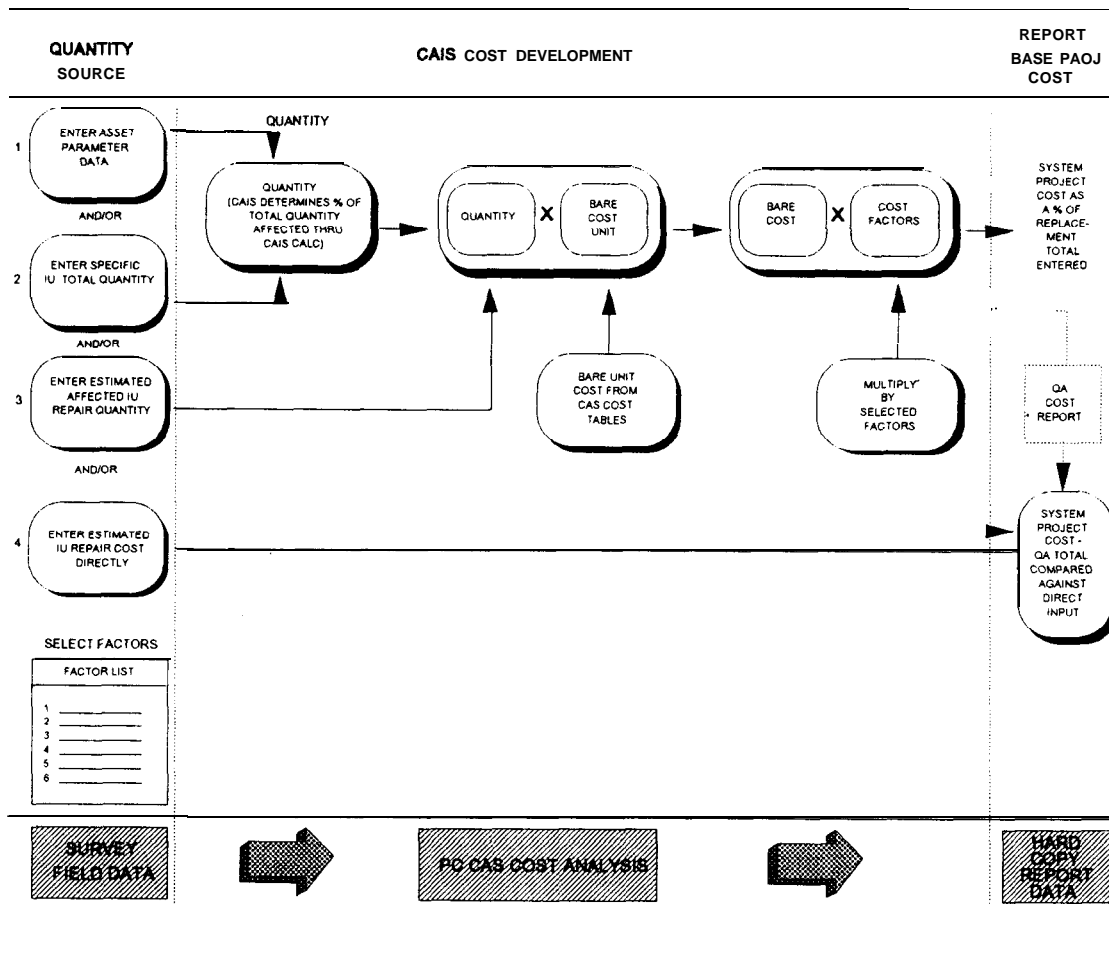 QUANTITY
SOURCE
CAIS COST DEVELOPMENT
REPORT
BASE PAOJ
COST
1
ENTER ASSET
PARAMETER
DATA
AND/OR
2
ENTER SPECIFIC
IU TOTAL QUANTITY
AND/OR
3
ENTER ESTIMATED
AFFECTED IU
REPAIR QUANTITY
AND/OR
4
ENTER ESTIMATED
IU REPAIR COST
DIRECTLY
SELECT FACTORS
FACTOR LIST
1
2
3
4
5
6
QUANTITY
QUANTITY
(CAIS DETERMINES % OF
TOTAL QUANTITY
AFFECTED THRU
CAIS CALC)
QUANTITY
X
BARE
COST
UNIT
BARE UNIT
COST FROM
CAS COST
TABLES
BARE
COST
X
COST
FACTORS
MULTIPLY
BY
SELECTED
FACTORS
SYSTEM
PROJECT
COST AS
A % OF
REPLACE-
MENT
TOTAL
ENTERED
QA
COST
REPORT
SYSTEM
PROJECT
COST -
QA TOTAL
COMPARED
AGAINST
DIRECT
INPUT
SURVEY
FIELD DATA
PC CAS COST ANALYSIS
HARD
COPY
REPORT
DATA